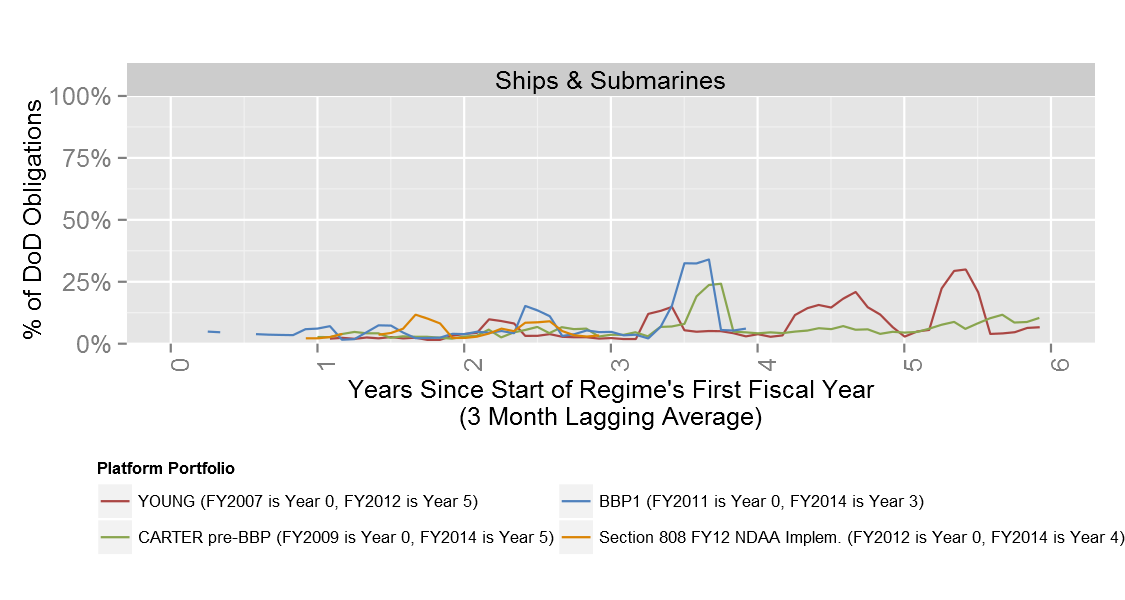 Ships & Submarines
100%
75%
50%
25%
0%
% of DoD Obligations
0
1
2
3
4
5
6
Years Since Start of Regime's First Fiscal Year
(3 Month Lagging Average)
Platform Portfolio
YOUNG (FY2007 is Year 0, FY2012 is Year 5)
BBP1 (FY2011 is Year 0, FY2014 is Year 3)
CARTER pre-BBP (FY2009 is Year 0, FY2014 is Year 5)
Section 808 FY12 NDAA Implem. (FY2012 is Year 0, FY2014 is Year 4)